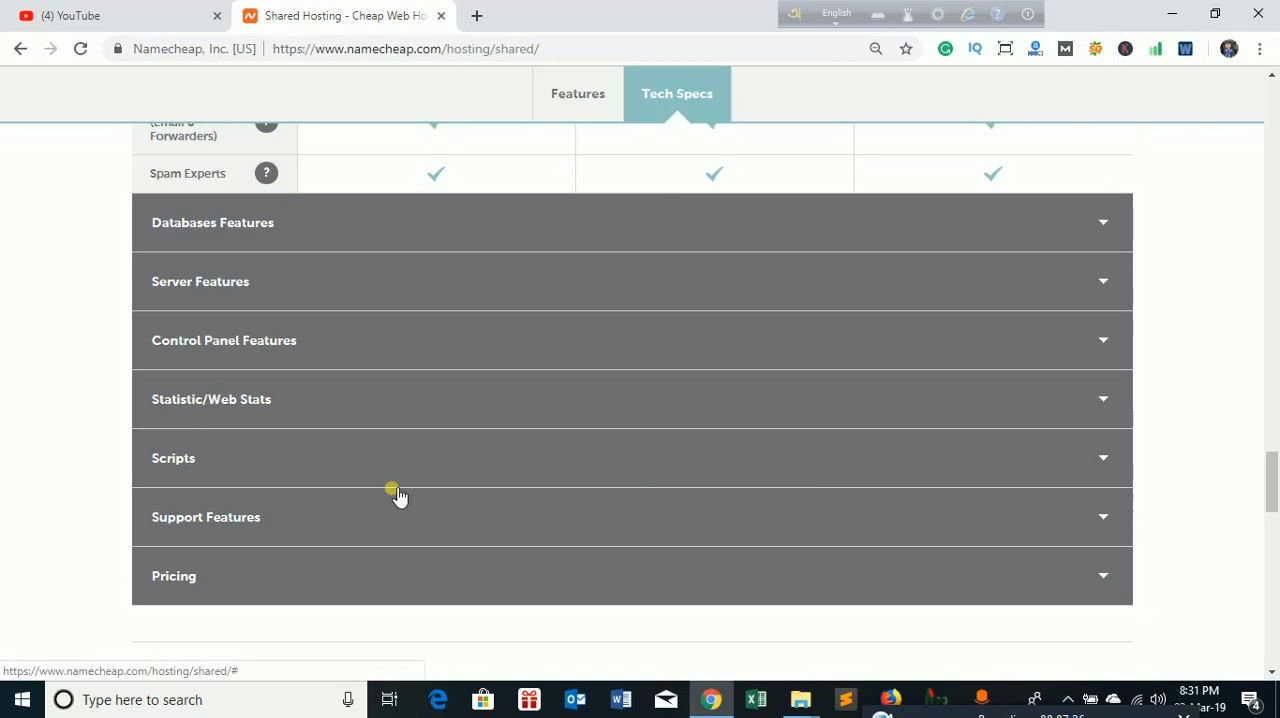 (4) YouTube
Shared Hosting - Cheap Web Ho
English
Namecheap, Inc. [US] | https://www.namecheap.com/hosting/shared/
Features
Tech Specs
Forwarders)
Spam Experts ?
Databases Features
Server Features
Control Panel Features
Statistic/Web Stats
Scripts
Support Features
Pricing
https://www.namecheap.com/hosting/shared/#
Type here to search
8:31 PM
4